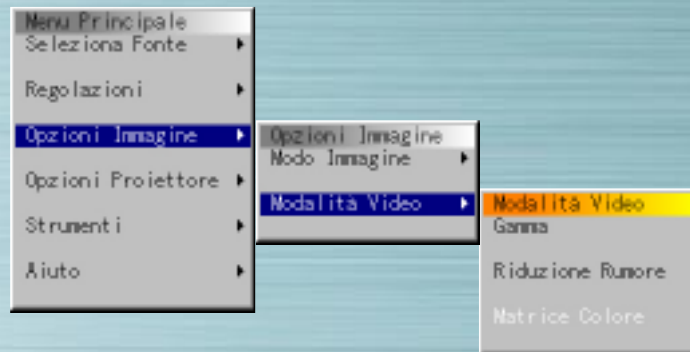 Menu Principale
Seleziona Fonte
Regolazioni
Opzioni Immagine
Opzioni Proiettore
Strumenti
Aiuto
Opzioni Immagine
Modo Immagine
Modalità Video
Modalità Video
Gamma
Riduzione Rumore
Matrice Colore